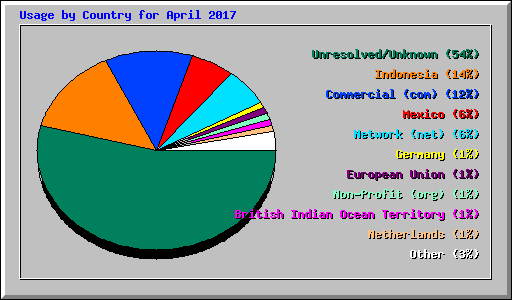 Usage by Country for April 2017
Unresolved/Unknown (54%)
Indonesia (14%)
Commercial (com) (12%)
Mexico (6%)
Network (net) (6%)
Germany (1%)
European Union (1%)
Non-Profit (org) (1%)
British Indian Ocean Territory (1%)
Netherlands (1%)
Other (3%)